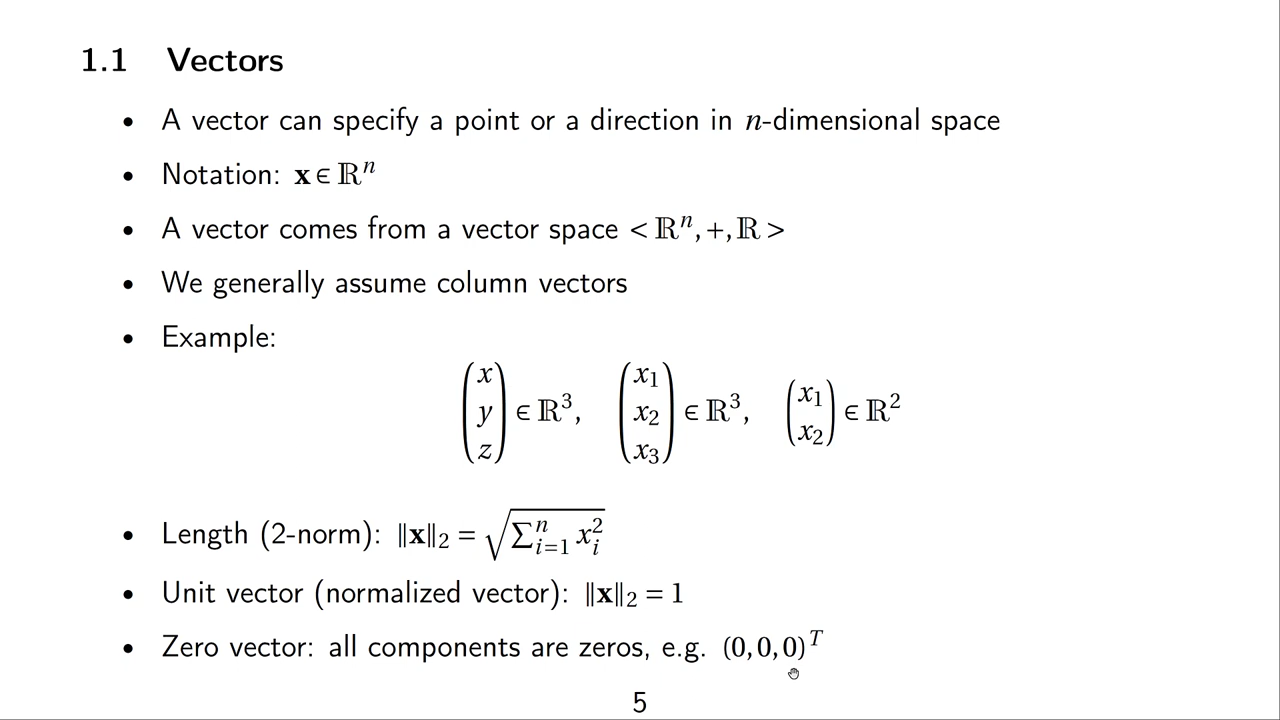 1.1 Vectors
• A vector can specify a point or a direction in n-dimensional space
• Notation: x ∈ ℝⁿ
• A vector comes from a vector space < ℝⁿ, +, ℝ >
• We generally assume column vectors
• Example:
(x y z) ∈ ℝ³, (x₁ x₂ x₃) ∈ ℝ³, (x₁ x₂) ∈ ℝ²
• Length (2-norm): ‖x‖₂ = √(∑ⁿᵢ₌₁ xᵢ²)
• Unit vector (normalized vector): ‖x‖₂ = 1
• Zero vector: all components are zeros, e.g. (0, 0, 0)ᵀ
5